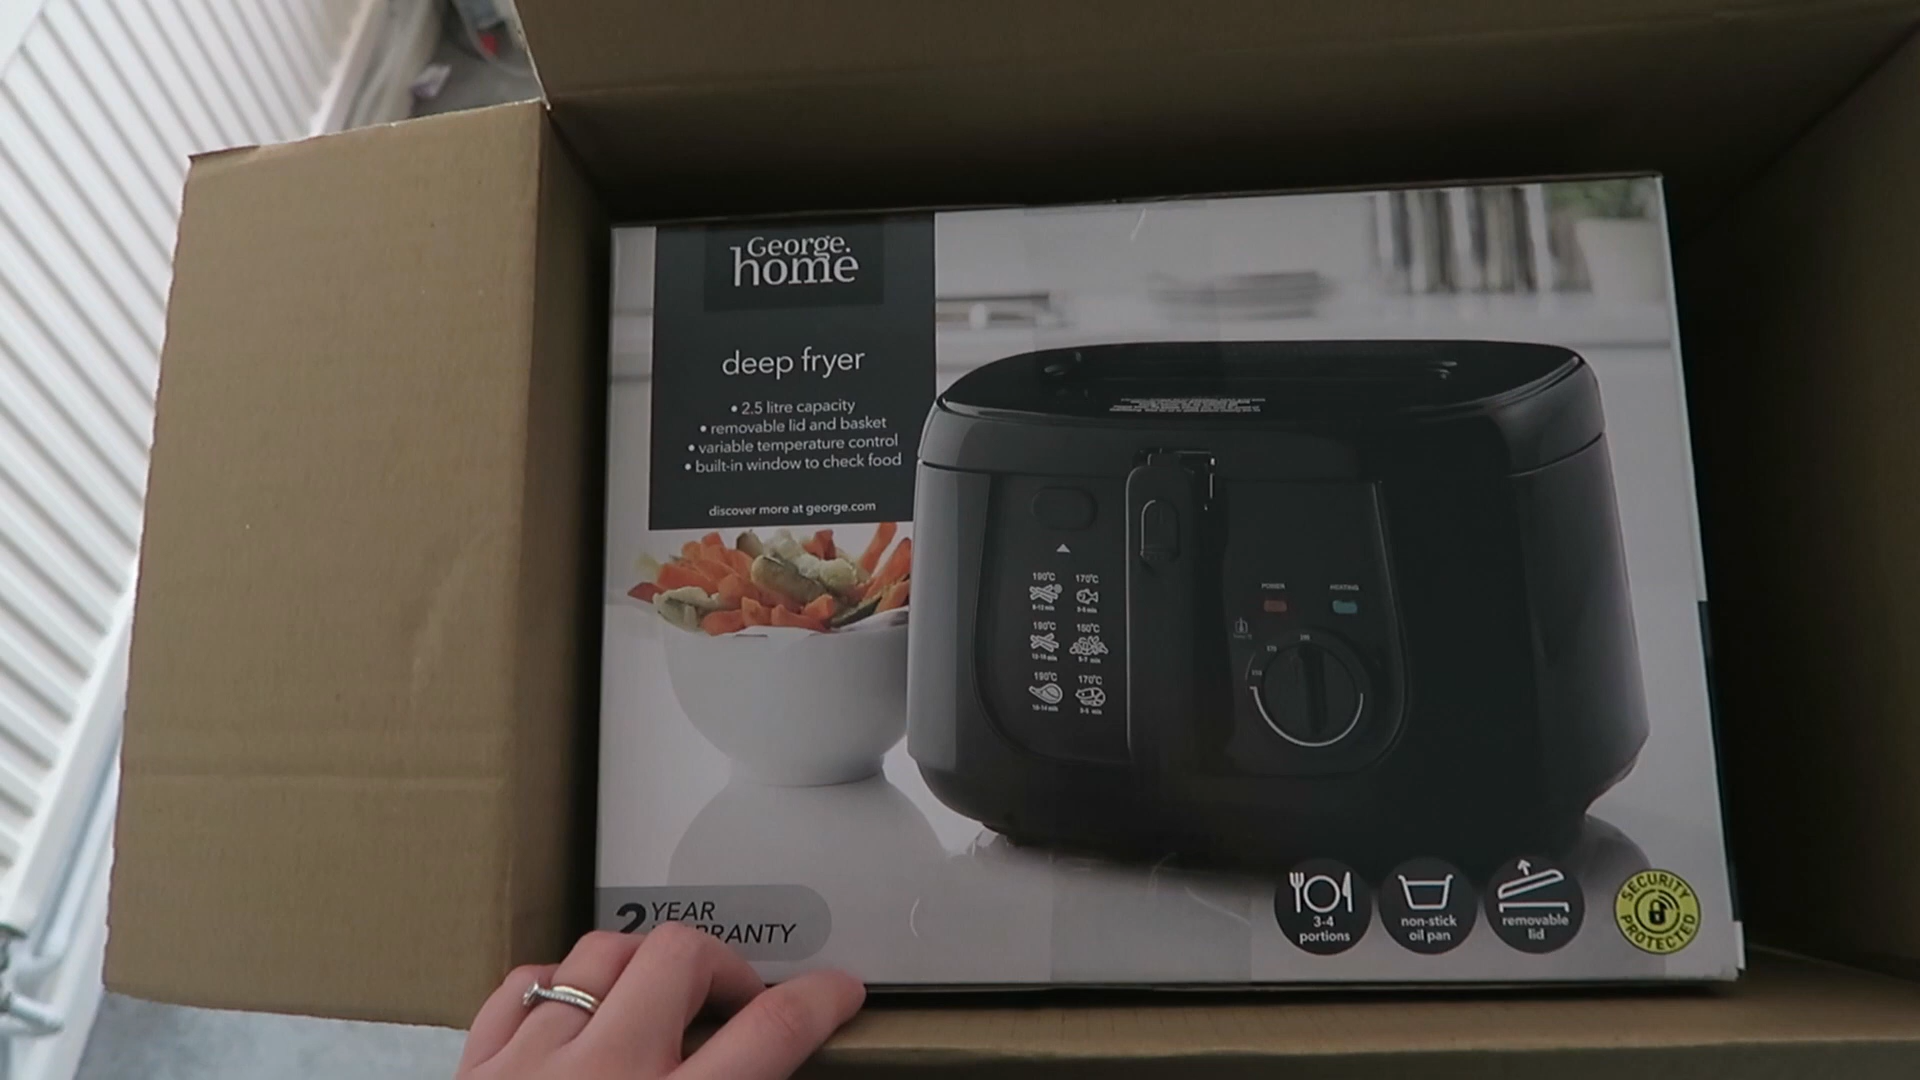 George.
home
deep fryer
• 2.5 litre capacity
• removable lid and basket
• variable temperature control
• built-in window to check food
discover more at george.com
190°C 170°C
190°C
190°C 170°C
POWER HEATING
2 YEAR
WARRANTY
3-4
portions
non-stick
oil pan
removable
lid
SECURITY
PROTECTED